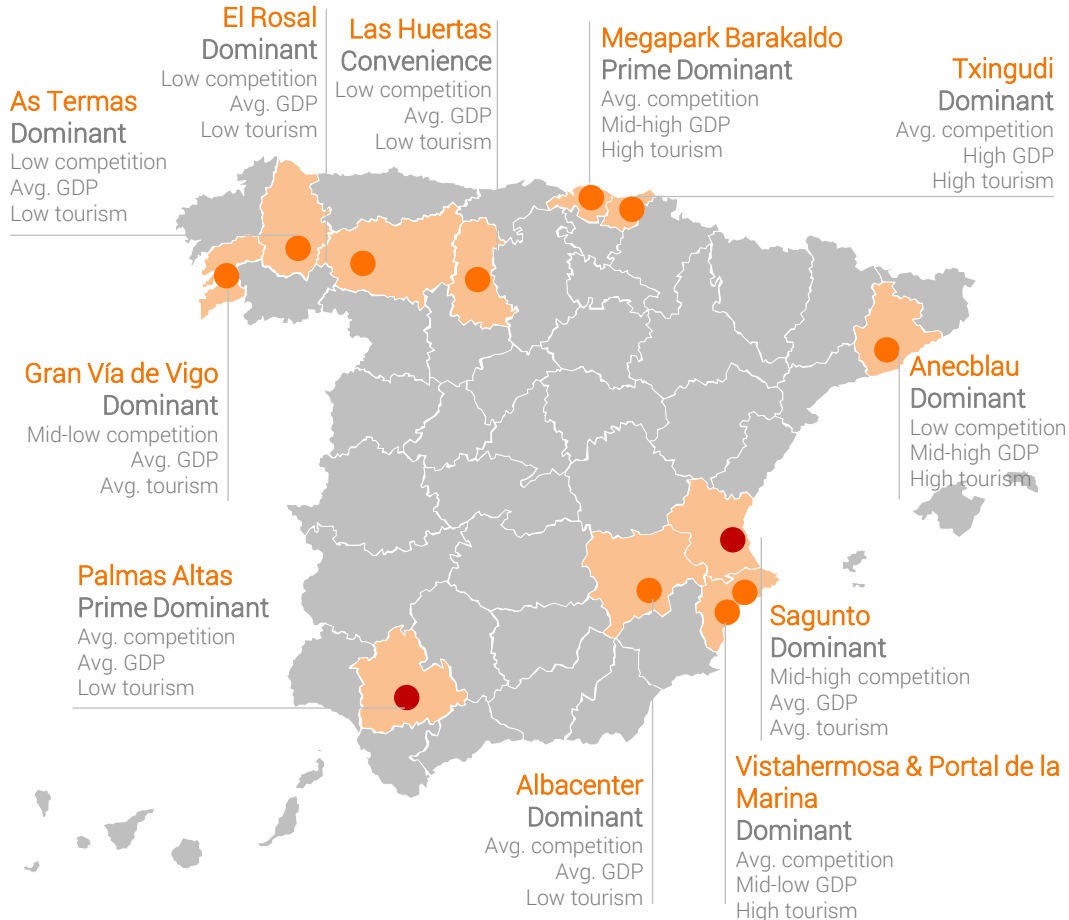 El Rosal
Dominant
Low competition
Avg. GDP
Low tourism
Las Huertas
Convenience
Low competition
Avg. GDP
Low tourism
Megapark Barakaldo
Prime Dominant
Avg. competition
Mid-high GDP
High tourism
Txingudi
Dominant
Avg. competition
High GDP
High tourism
As Termas
Dominant
Low competition
Avg. GDP
Low tourism
Gran Vía de Vigo
Dominant
Mid-low competition
Avg. GDP
Avg. tourism
Anecblau
Dominant
Low competition
Mid-high GDP
High tourism
Palmas Altas
Prime Dominant
Avg. competition
Avg. GDP
Low tourism
Sagunto
Dominant
Mid-high competition
Avg. GDP
Avg. tourism
Albacenter
Dominant
Avg. competition
Avg. GDP
Low tourism
Vistahermosa & Portal de la
Marina
Dominant
Avg. competition
Mid-low GDP
High tourism